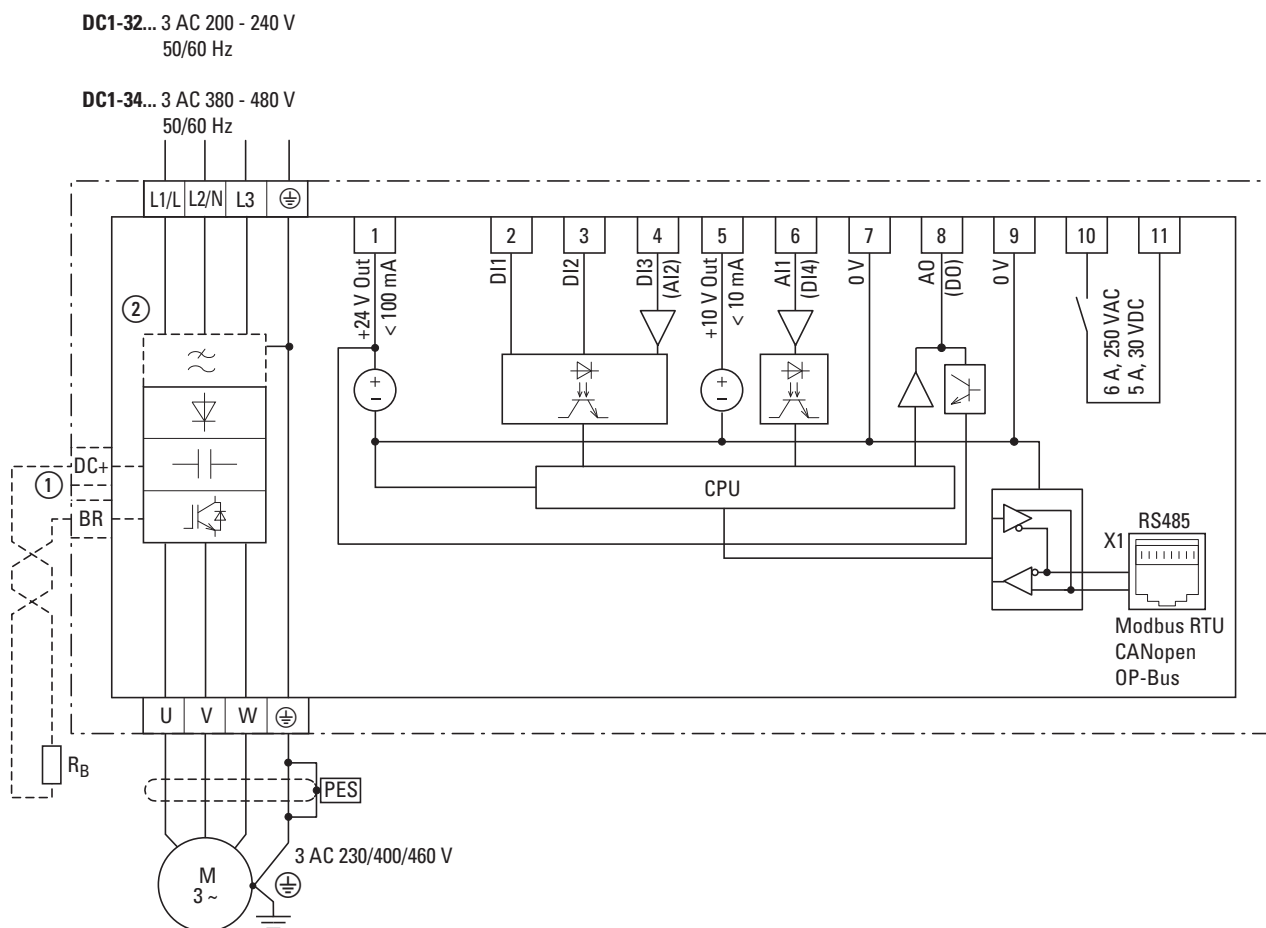 DC1-32... 3 AC 200 - 240 V
50/60 Hz
DC1-34... 3 AC 380 - 480 V
50/60 Hz
L1/L L2/N L3
1 2 3 4 5 6 7 8 9 10 11
+24 V Out
< 100 mA
DI1
DI2
DI3
(AI2)
+10 V Out
< 10 mA
AI1
(DI4)
0 V
AO
(DO)
0 V
6 A, 250 VAC
5 A, 30 VDC
2
+
−
+
−
DC+
1
BR
CPU
X1
RS485
Modbus RTU
CANopen
OP-Bus
U V W
RB
PES
3 AC 230/400/460 V
M
3 ~